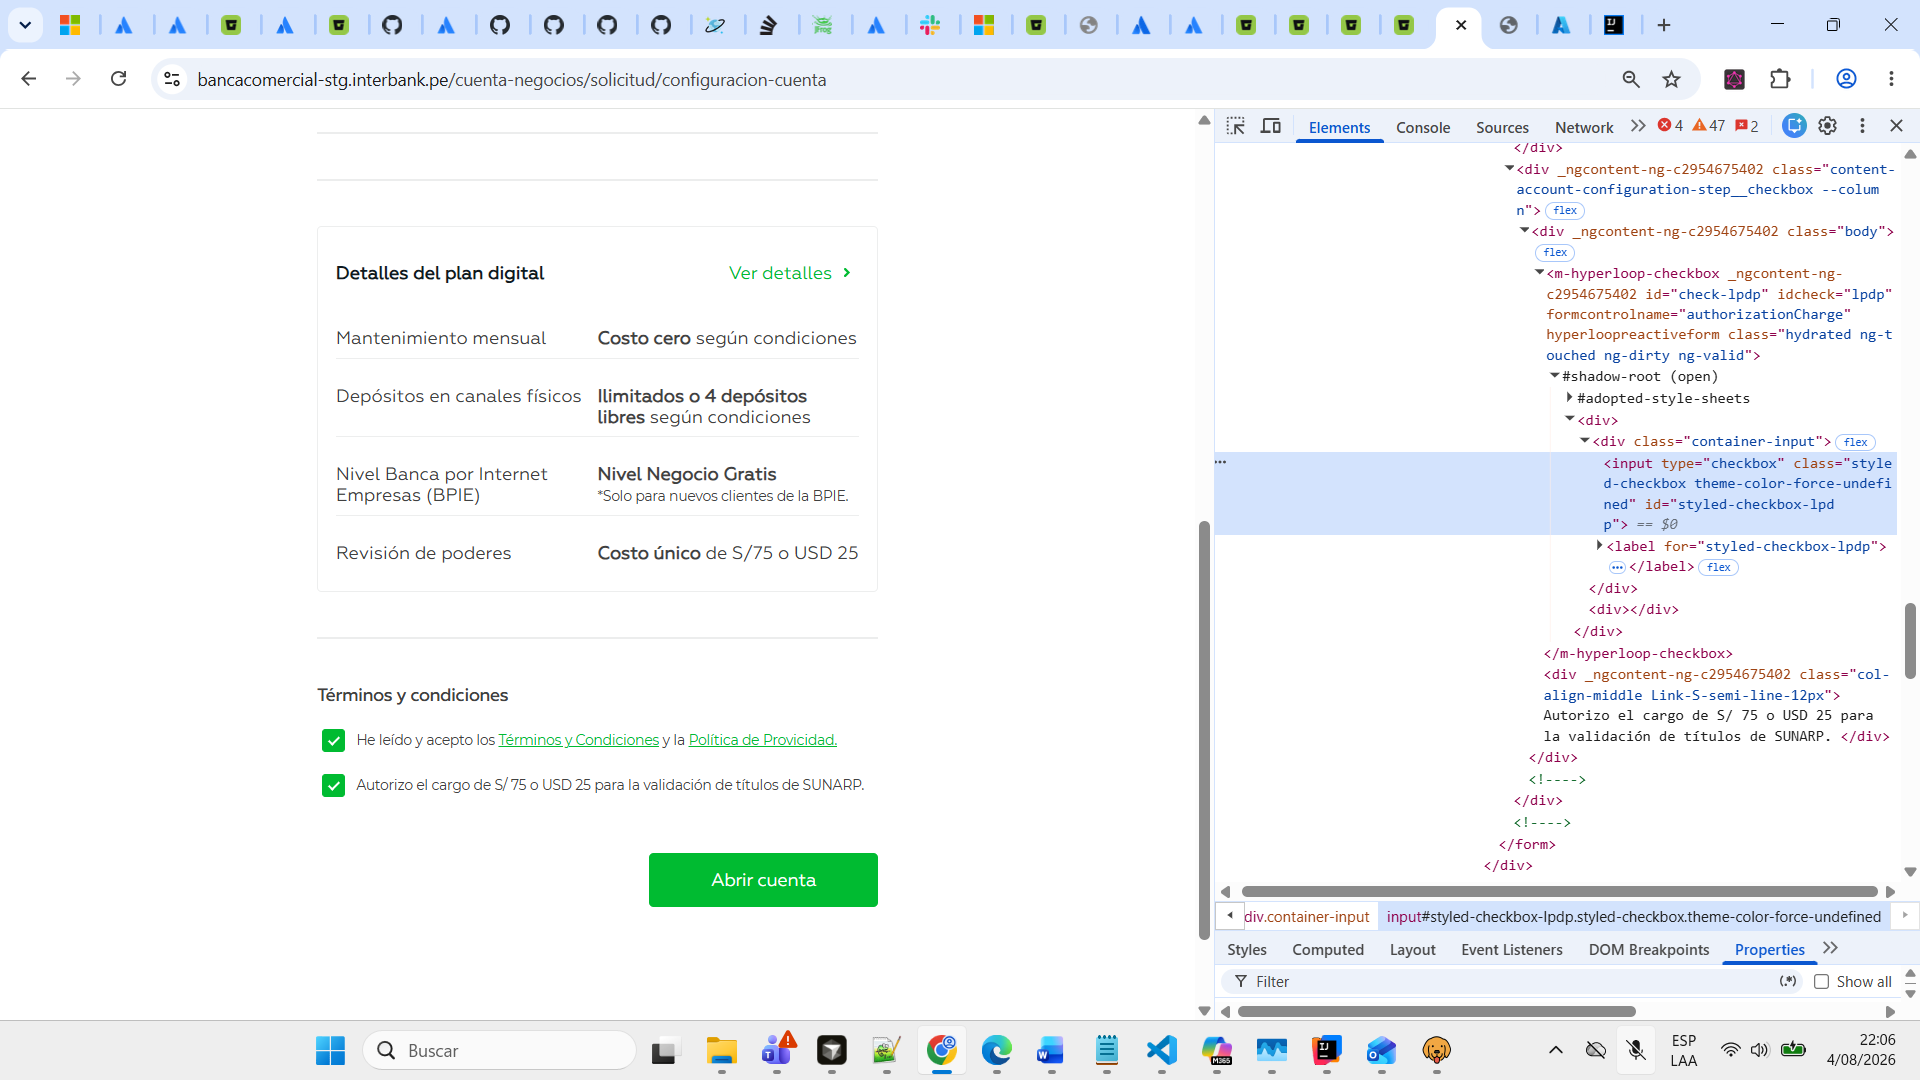 bancacomercial-stg.interbank.pe/cuenta-negocios/solicitud/configuracion-cuenta
Detalles del plan digital
Ver detalles
Mantenimiento mensual
Costo cero según condiciones
Depósitos en canales físicos
Ilimitados o 4 depósitos
libres según condiciones
Nivel Banca por Internet
Empresas (BPIE)
Nivel Negocio Gratis
*Solo para nuevos clientes de la BPIE.
Revisión de poderes
Costo único de S/75 o USD 25
Términos y condiciones
He leído y acepto los Términos y Condiciones y la Política de Provicidad.
Autorizo el cargo de S/ 75 o USD 25 para la validación de títulos de SUNARP.
Abrir cuenta
Elements
Console
Sources
Network
4
47
2
</div>
<div _ngcontent-ng-c2954675402 class="content-
account-configuration-step__checkbox --colum
n"> flex
<div _ngcontent-ng-c2954675402 class="body">
flex
<m-hyperloop-checkbox _ngcontent-ng-
c2954675402 id="check-lpdp" idcheck="lpdp"
formcontrolname="authorizationCharge"
hyperloopreactiveform class="hydrated ng-t
ouched ng-dirty ng-valid">
#shadow-root (open)
#adopted-style-sheets
<div>
<div class="container-input"> flex
<input type="checkbox" class="style
d-checkbox theme-color-force-undefi
ned" id="styled-checkbox-lpd
p"> == $0
<label for="styled-checkbox-lpdp">
</label> flex
</div>
<div></div>
</div>
</m-hyperloop-checkbox>
<div _ngcontent-ng-c2954675402 class="col-
align-middle Link-S-semi-line-12px">
Autorizo el cargo de S/ 75 o USD 25 para
la validación de títulos de SUNARP. </div>
</div>
<!---->
</div>
<!---->
</form>
</div>
div.container-input
input#styled-checkbox-lpdp.styled-checkbox.theme-color-force-undefined
Styles
Computed
Layout
Event Listeners
DOM Breakpoints
Properties
Filter
(.*)
Show all
Buscar
ESP
LAA
22:06
4/08/2026